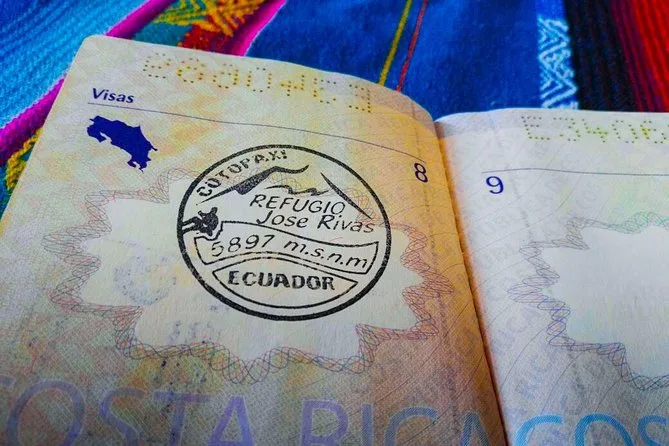 Visas
8
COTOPAXI
REFUGIO
Jose Rivas
5897 m.s.n.m
ECUADOR
9
COSTA RICA